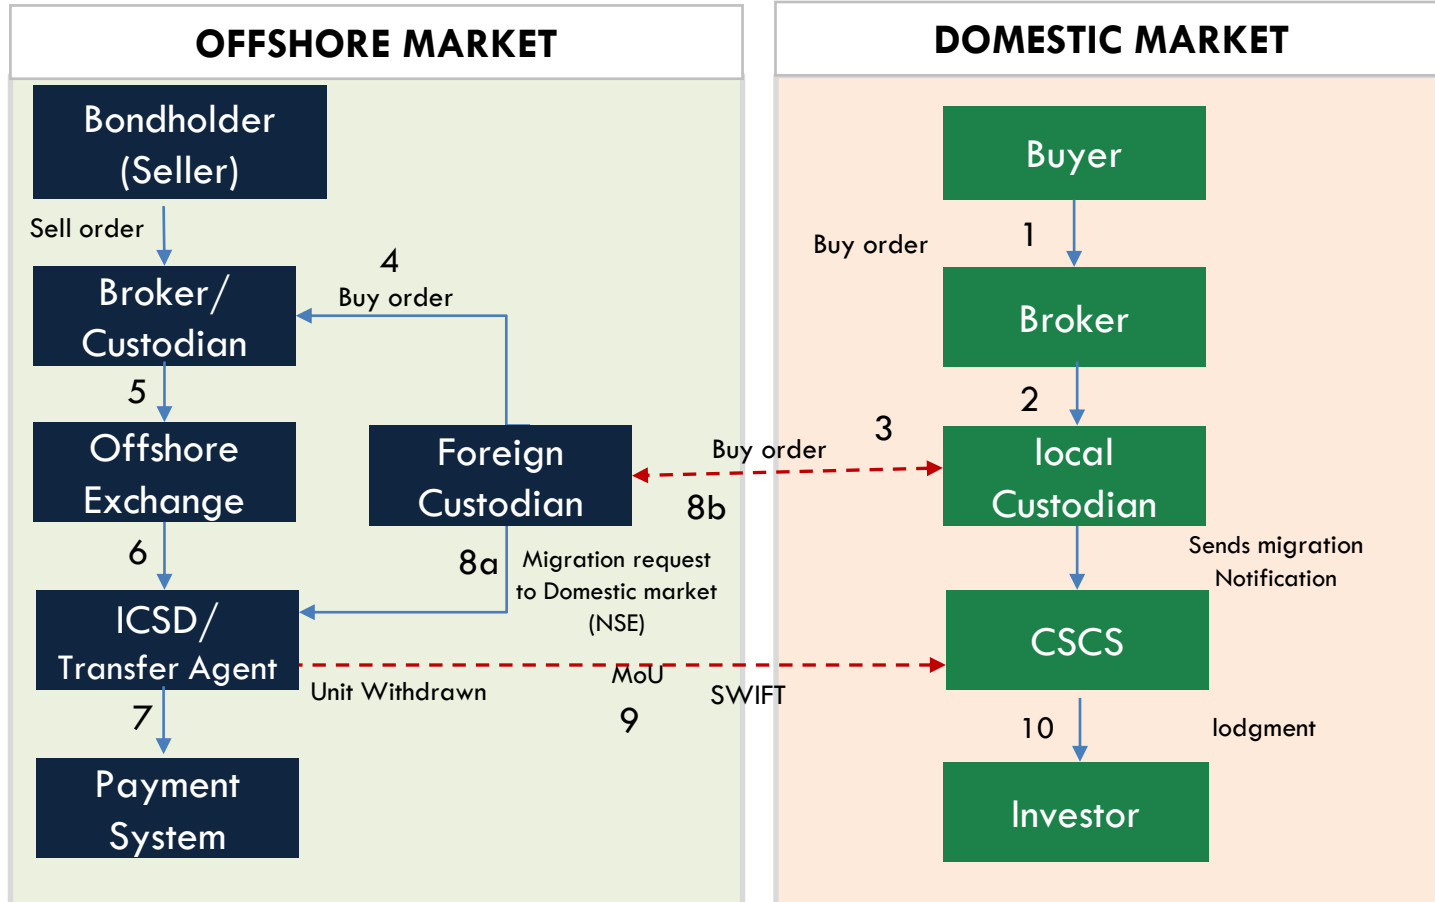 OFFSHORE MARKET
DOMESTIC MARKET
Bondholder
(Seller)
Sell order
Broker/
Custodian
4
Buy order
5
Offshore
Exchange
6
Foreign
Custodian
8a
Migration request
to Domestic market
(NSE)
ICSD/
Transfer Agent
Unit Withdrawn
7
Payment
System
Buy order
3
8b
MoU
SWIFT
9
Buyer
Buy order
1
Broker
2
local
Custodian
Sends migration
Notification
CSCS
10
lodgment
Investor